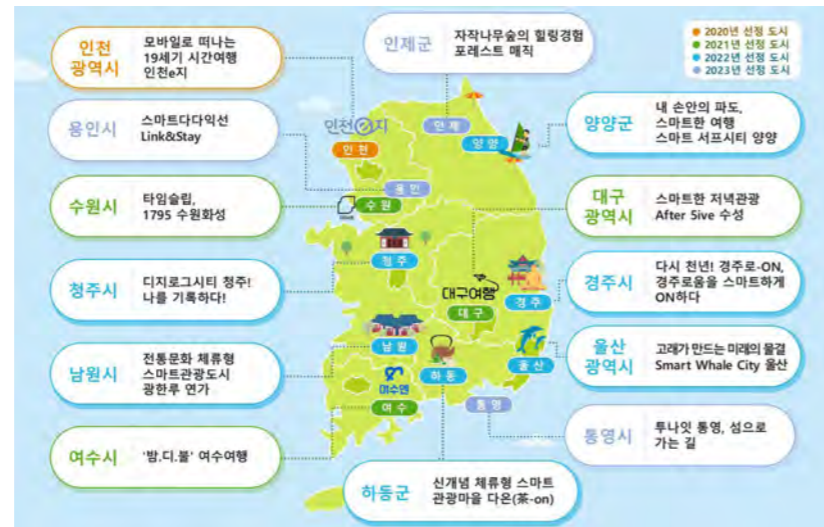 인천
광역시
모바일로 떠나는
19세기 시간여행
인천e지
인제군
자작나무숲의 힐링경험
포레스트 매직
2020년 선정 도시
2021년 선정 도시
2022년 선정 도시
2023년 선정 도시
용인시
스마트다다익선
Link&Stay
양양군
내 손안의 파도,
스마트한 여행
스마트 서프시티 양양
수원시
타임슬립,
1795 수원화성
대구
광역시
스마트한 저녁관광
After 5ive 수성
청주시
디지로그시티 청주!
나를 기록하다!
경주시
다시 천년! 경주로-ON,
경주로움을 스마트하게
ON하다
남원시
전통문화 체류형
스마트관광도시
광한루 연가
울산
광역시
고래가 만드는 미래의 물결
Smart Whale City 울산
여수시
'밤.디.불' 여수여행
통영시
투나잇 통영, 섬으로
가는 길
하동군
신개념 체류형 스마트
관광마을 다온(茶-on)
인천e지
인천
인제
양양
용인
수원
청주
대구여행
대구
경주
남원
하동
울산
여수엔
여수
통영